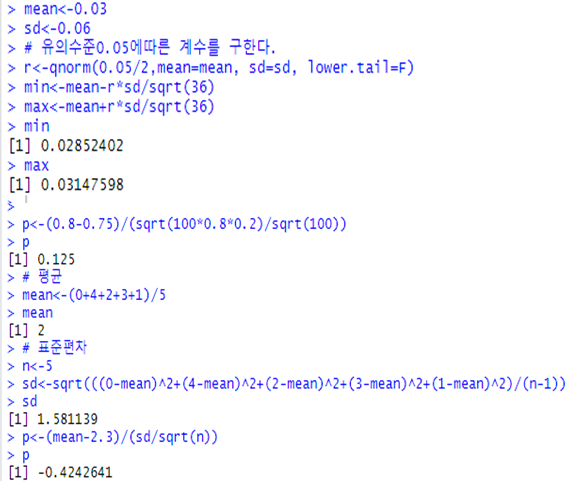 > mean<-0.03
> sd<-0.06
> # 유의수준0.05에따른 계수를 구한다.
> r<-qnorm(0.05/2,mean=mean, sd=sd, lower.tail=F)
> min<-mean-r*sd/sqrt(36)
> max<-mean+r*sd/sqrt(36)
> min
[1] 0.02852402
> max
[1] 0.03147598
>
> p<-(0.8-0.75)/(sqrt(100*0.8*0.2)/sqrt(100))
> p
[1] 0.125
> # 평균
> mean<-(0+4+2+3+1)/5
> mean
[1] 2
> # 표준편차
> n<-5
> sd<-sqrt(((0-mean)^2+(4-mean)^2+(2-mean)^2+(3-mean)^2+(1-mean)^2)/(n-1))
> sd
[1] 1.581139
> p<-(mean-2.3)/(sd/sqrt(n))
> p
[1] -0.4242641